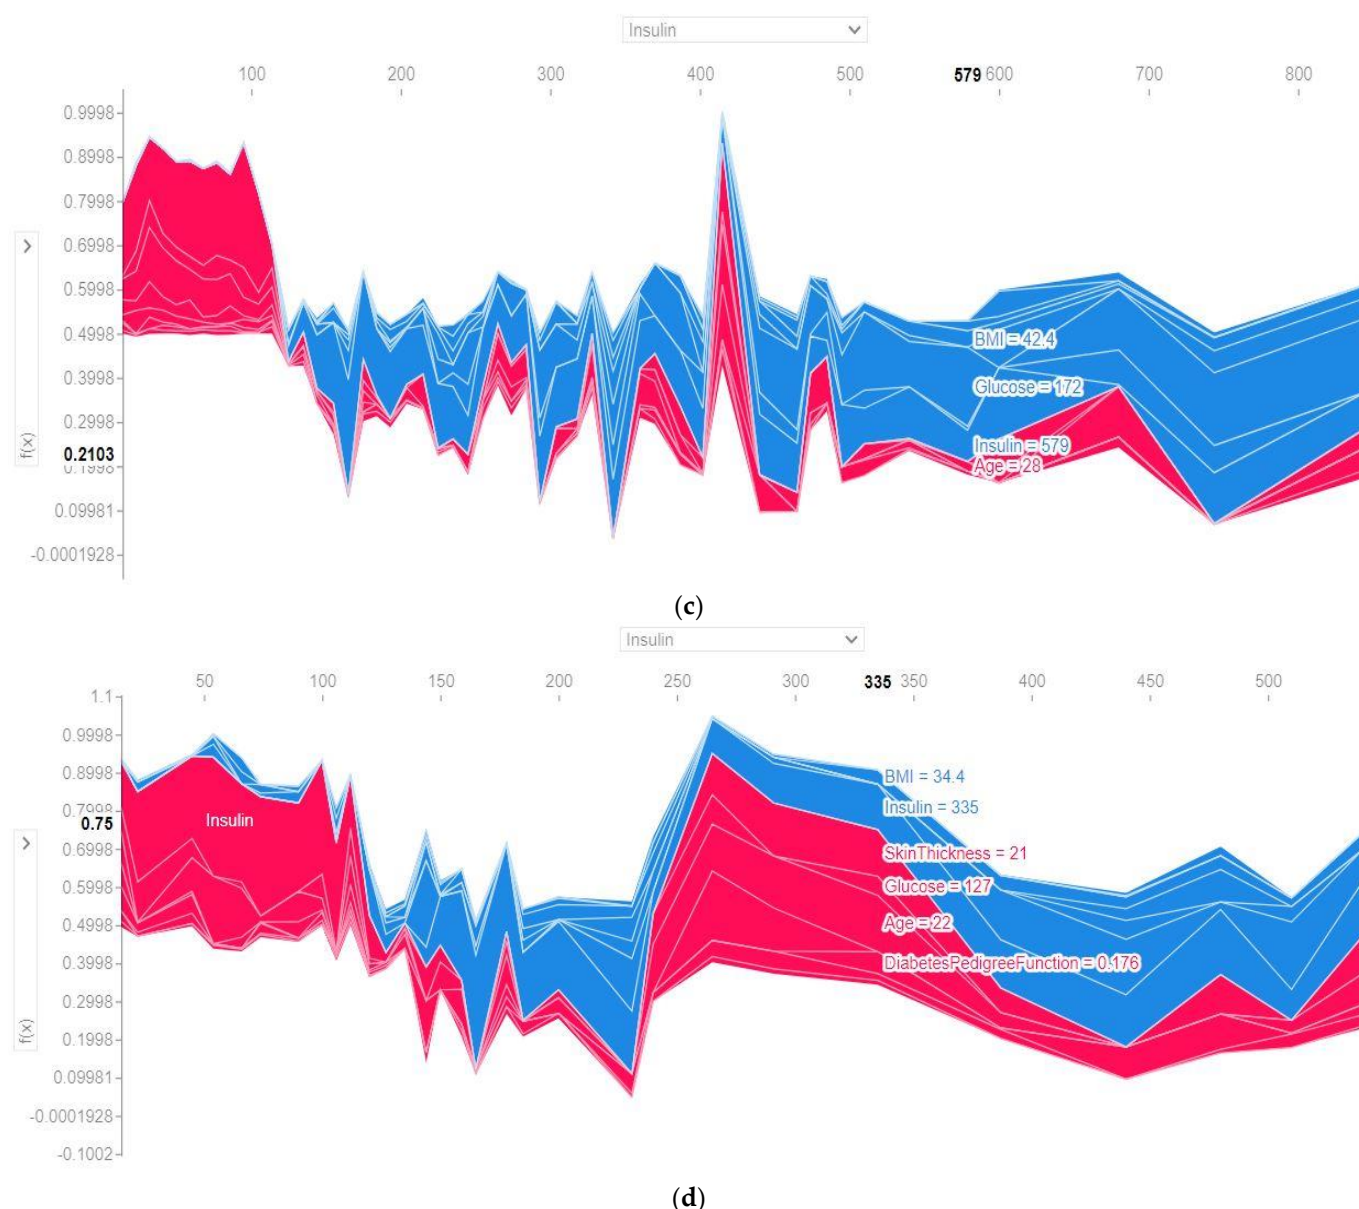 Insulin
100 200 300 400 500 579 600 700 800
0.9998
0.8998
0.7998
0.6998
0.5998
0.4998
BMI = 42.4
0.3998
Glucose = 172
0.2998
f(x)
Insulin = 579
0.2103
Age = 28
0.1998
0.09981
-0.0001928
(c)
Insulin
50 100 150 200 250 300 335 350 400 450 500
1.1
0.9998
0.8998
BMI = 34.4
0.7998
Insulin = 335
0.75
Insulin
0.6998
SkinThickness = 21
0.5998
Glucose = 127
0.4998
Age = 22
0.3998
DiabetesPedigreeFunction = 0.176
0.2998
f(x)
0.1998
0.09981
-0.0001928
-0.1002
(d)